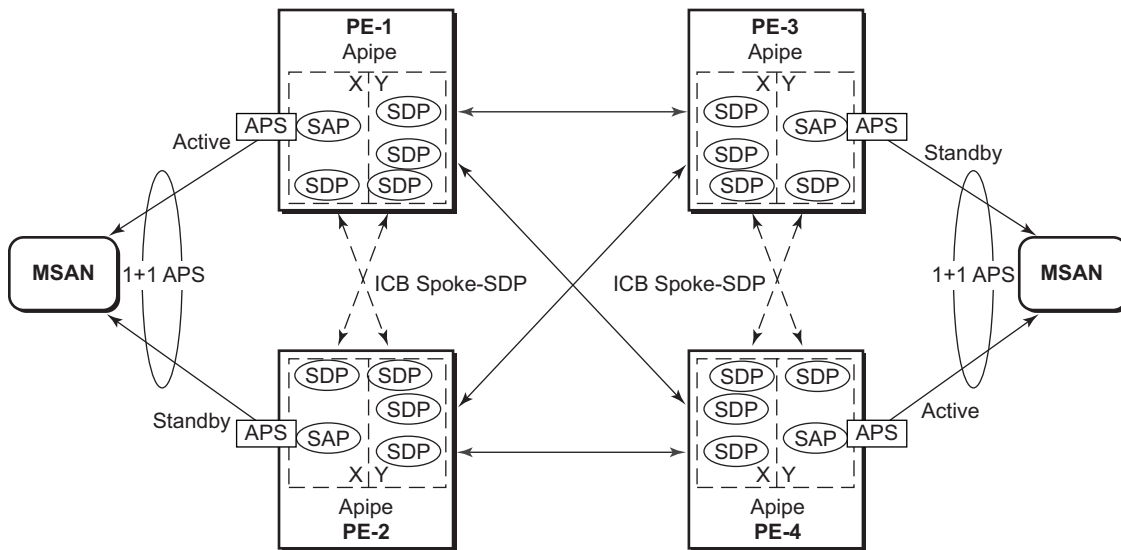 PE-1
Apipe
X Y
SDP
APS
SAP
SDP
SDP
SDP
Active
PE-3
Apipe
X Y
SDP
SAP
APS
SDP
SDP
SDP
Standby
MSAN
1+1 APS
ICB Spoke-SDP
ICB Spoke-SDP
1+1 APS
MSAN
SDP
SDP
SDP
Standby
APS
SAP
SDP
X Y
Apipe
PE-2
SDP
SDP
SDP
Active
SAP
APS
SDP
X Y
Apipe
PE-4